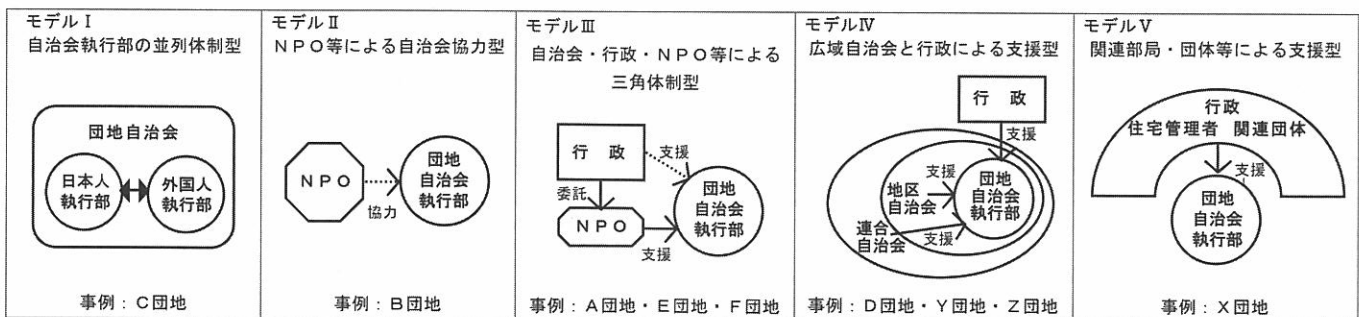 モデルⅠ
自治会執行部の並列体制型
団地自治会
日本人
執行部
外国人
執行部
事例：C団地
モデルⅡ
NPO等による自治会協力型
NPO
協力
団地
自治会
執行部
事例：B団地
モデルⅢ
自治会・行政・NPO等による
三角体制型
行 政
支援
委託
NPO
支援
団地
自治会
執行部
事例：A団地・E団地・F団地
モデルⅣ
広域自治会と行政による支援型
行 政
支援
支援
地区
自治会
団地
自治会
執行部
連合
自治会
支援
事例：D団地・Y団地・Z団地
モデルⅤ
関連部局・団体等による支援型
行政
住宅管理者 関連団体
支援
団地
自治会
執行部
事例：X団地